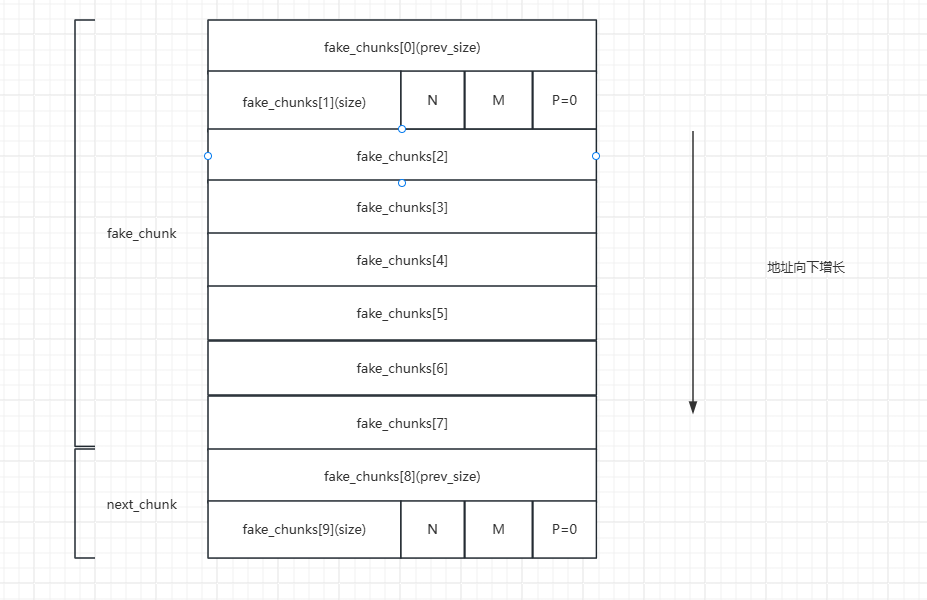 fake_chunks[0](prev_size)
fake_chunks[1](size)
N
M
P=0
fake_chunks[2]
fake_chunks[3]
fake_chunk
fake_chunks[4]
地址向下增长
fake_chunks[5]
fake_chunks[6]
fake_chunks[7]
fake_chunks[8](prev_size)
next_chunk
fake_chunks[9](size)
N
M
P=0